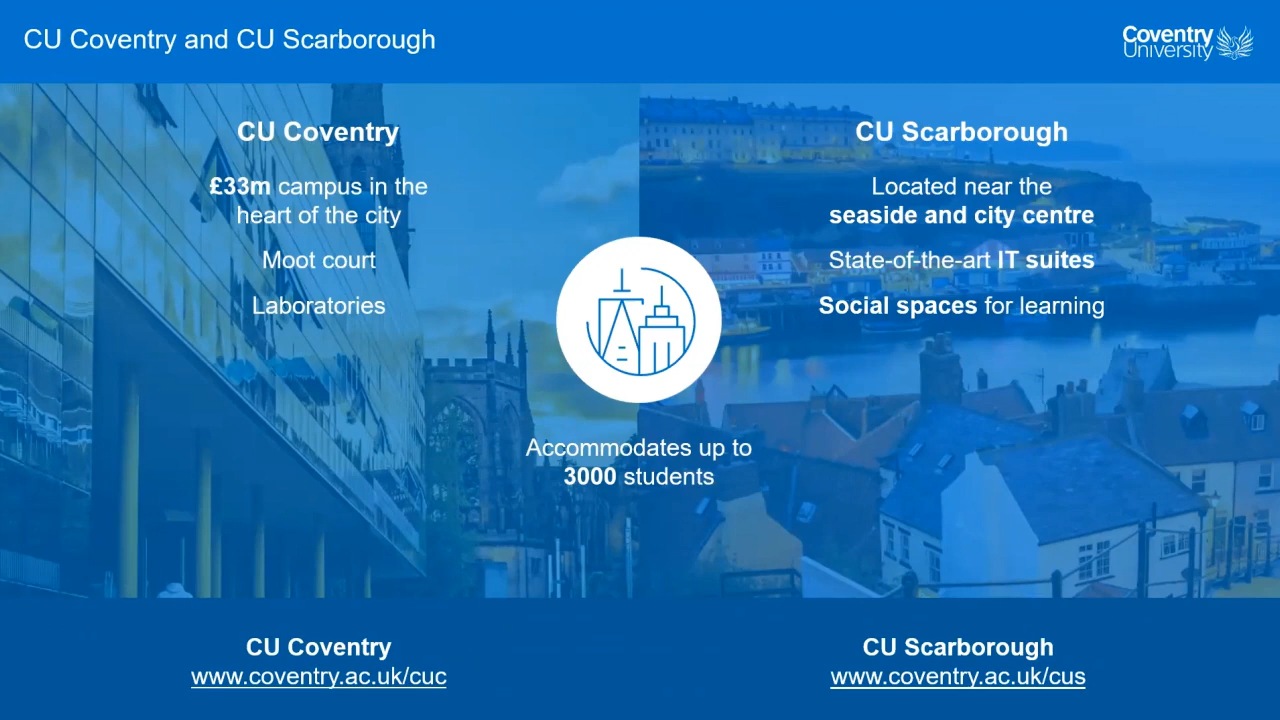 CU Coventry and CU Scarborough
Coventry
University
CU Coventry
£33m campus in the
heart of the city
Moot court
Laboratories
CU Scarborough
Located near the
seaside and city centre
State-of-the-art IT suites
Social spaces for learning
Accommodates up to
3000 students
CU Coventry
www.coventry.ac.uk/cuc
CU Scarborough
www.coventry.ac.uk/cus